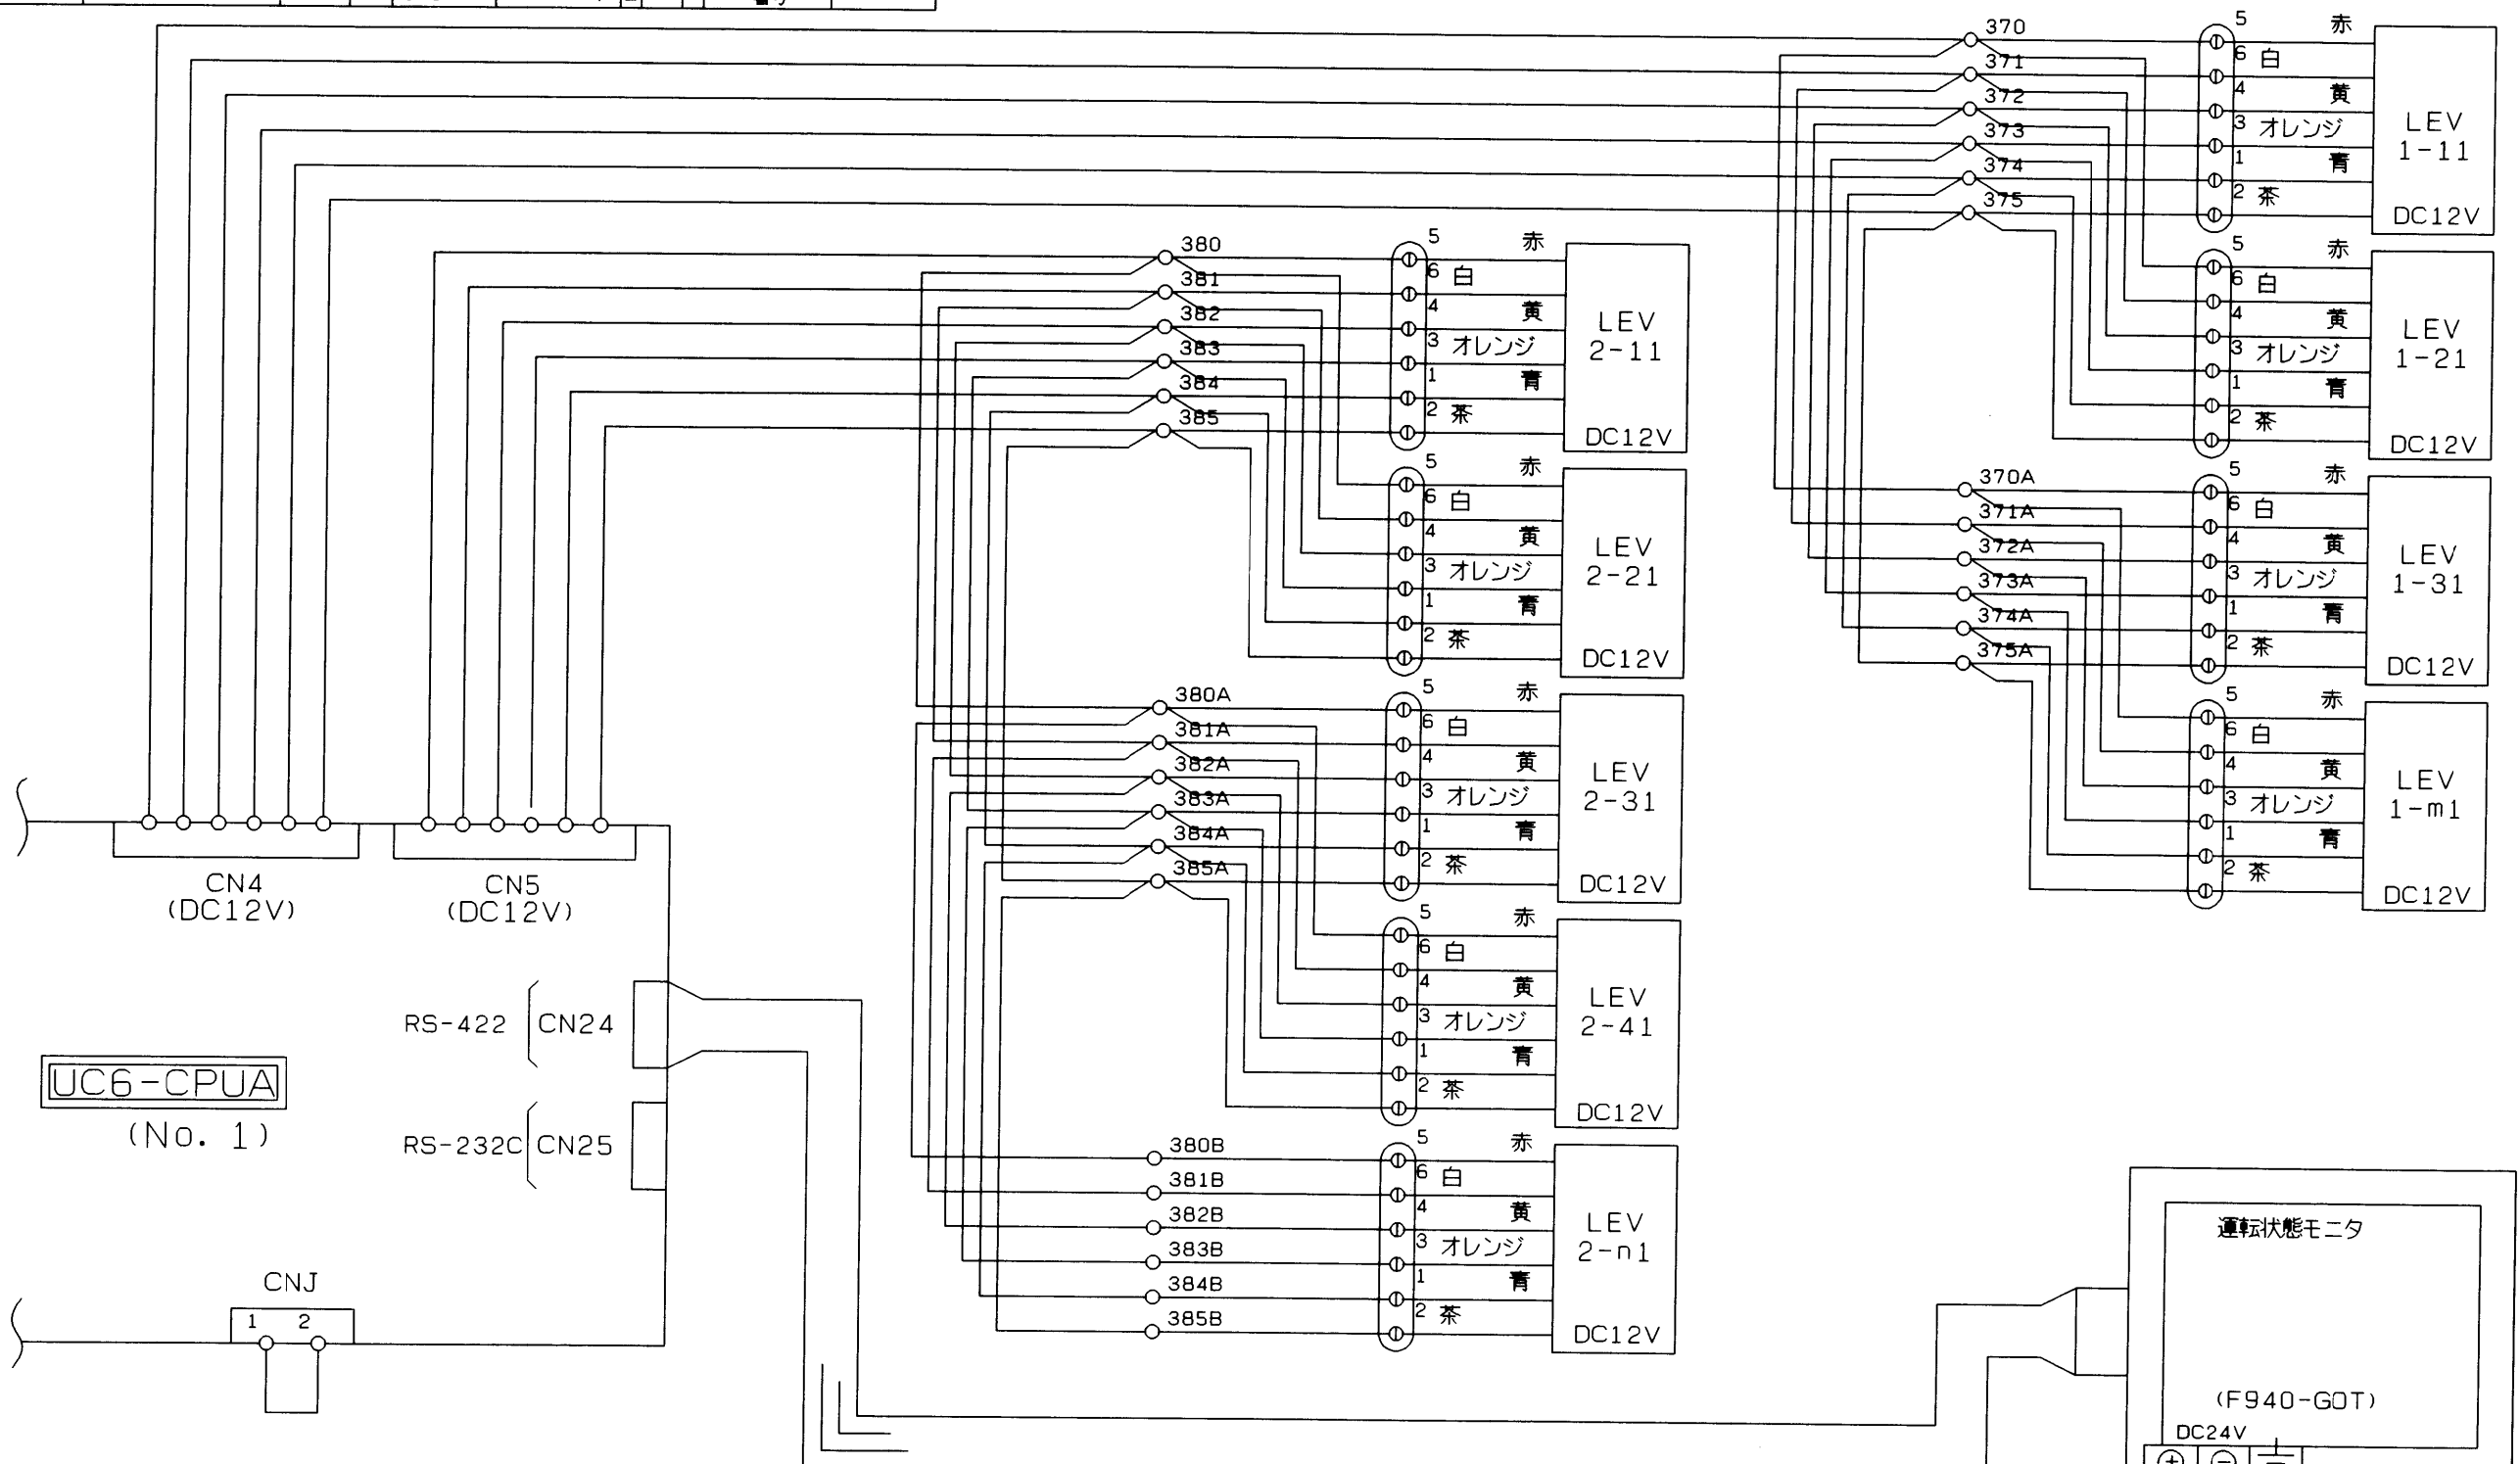 370
5 赤
371
6 白
372
4 黄
373
3 オレンジ
374
1 青
375
2 茶
LEV
1-11
DC12V
5 赤
6 白
4 黄
3 オレンジ
1 青
2 茶
LEV
1-21
DC12V
370A
5 赤
371A
6 白
372A
4 黄
373A
3 オレンジ
374A
1 青
375A
2 茶
LEV
1-31
DC12V
5 赤
6 白
4 黄
3 オレンジ
1 青
2 茶
LEV
1-m1
DC12V
380
5 赤
381
6 白
382
4 黄
383
3 オレンジ
384
1 青
385
2 茶
LEV
2-11
DC12V
5 赤
6 白
4 黄
3 オレンジ
1 青
2 茶
LEV
2-21
DC12V
380A
5 赤
381A
6 白
382A
4 黄
383A
3 オレンジ
384A
1 青
385A
2 茶
LEV
2-31
DC12V
5 赤
6 白
4 黄
3 オレンジ
1 青
2 茶
LEV
2-41
DC12V
380B
5 赤
381B
6 白
382B
4 黄
383B
3 オレンジ
384B
1 青
385B
2 茶
LEV
2-n1
DC12V
CN4
(DC12V)
CN5
(DC12V)
RS-422 CN24
UC6-CPUA
(No. 1)
RS-232C CN25
CNJ
1 2
運転状態モニタ
(F940-GOT)
DC24V
+ −